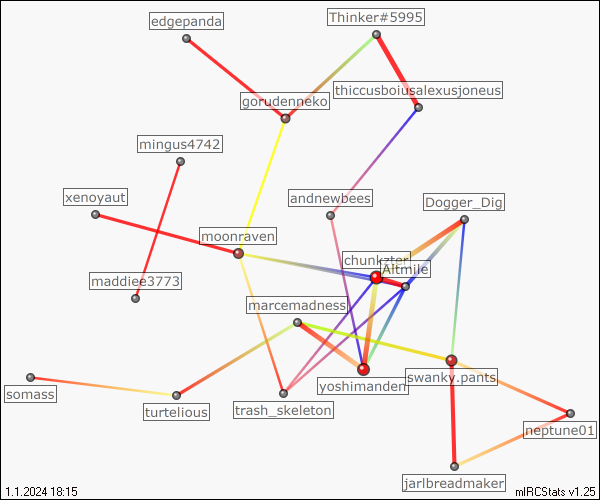 edgepanda
Thinker#5995
thiccusboiusalexusjoneus
gorudenneko
mingus4742
xenoyaut
andnewbees
Dogger_Dig
moonraven
chunkzter
Altmile
maddiee3773
marcemadness
yoshimanden
swanky.pants
somass
turtelious
trash_skeleton
neptune01
jarlbreadmaker
1.1.2024 18:15
mIRCStats v1.25